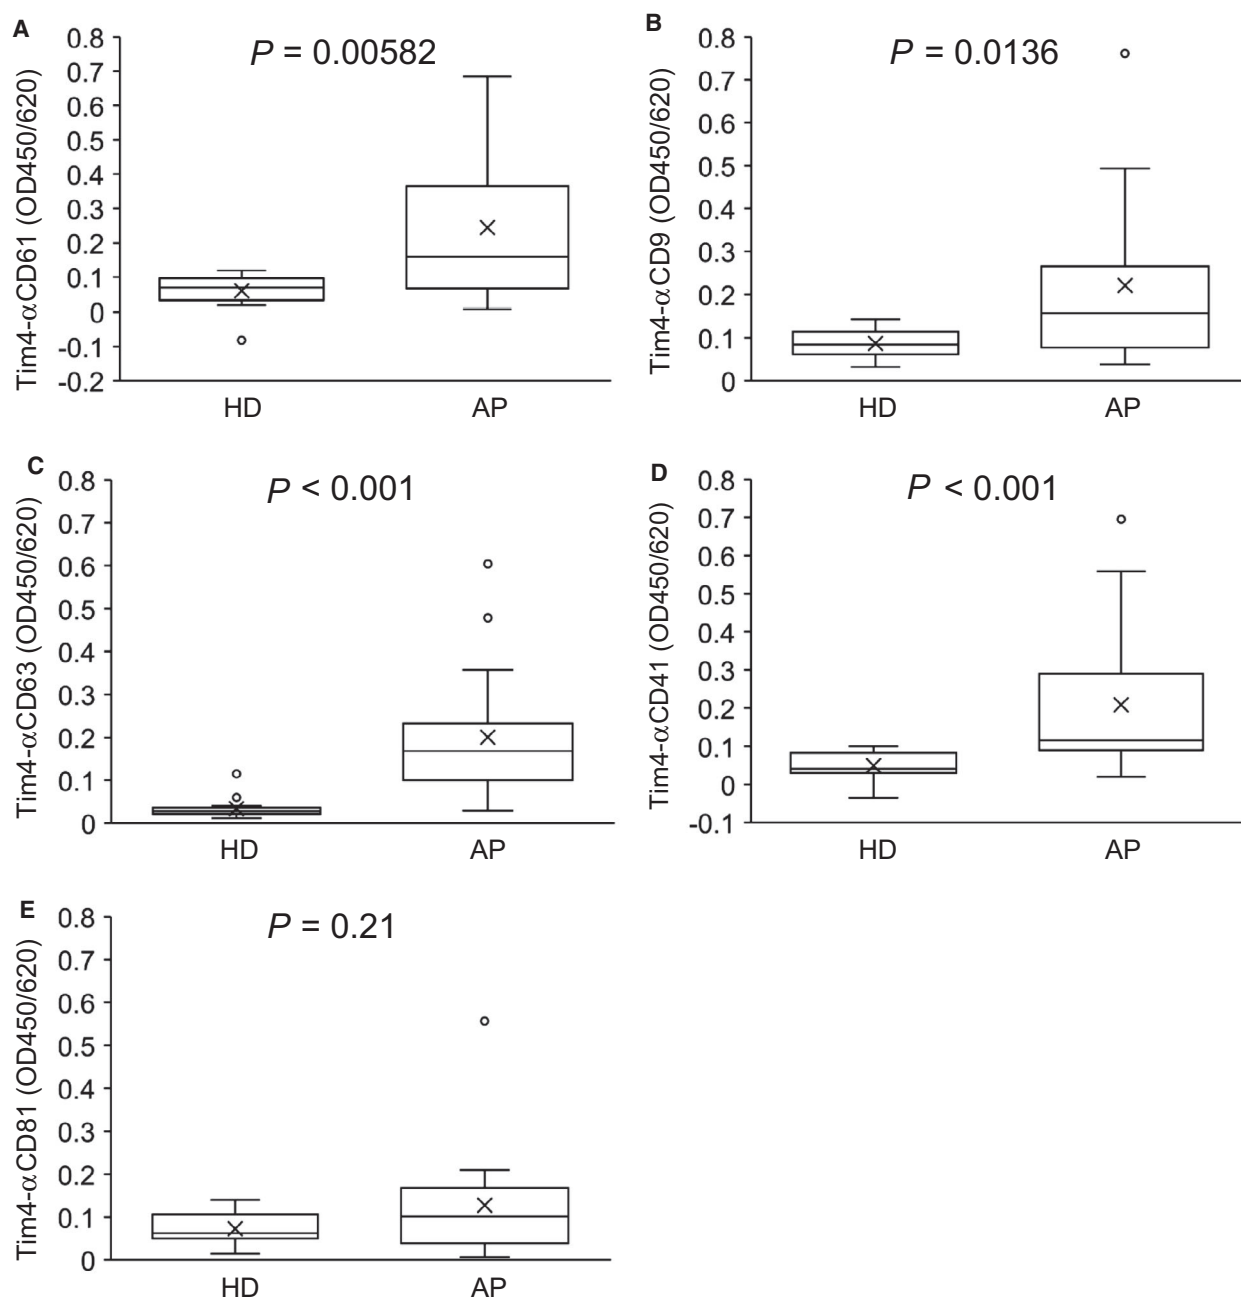 A
P = 0.00582
Tim4-αCD61 (OD450/620)
0.8
0.7
0.6
0.5
0.4
0.3
0.2
0.1
0
-0.1
-0.2
HD AP
B
P = 0.0136
Tim4-αCD9 (OD450/620)
0.8
0.7
0.6
0.5
0.4
0.3
0.2
0.1
0
HD AP
C
P < 0.001
Tim4-αCD63 (OD450/620)
0.8
0.7
0.6
0.5
0.4
0.3
0.2
0.1
0
HD AP
D
P < 0.001
Tim4-αCD41 (OD450/620)
0.8
0.7
0.6
0.5
0.4
0.3
0.2
0.1
0
-0.1
HD AP
E
P = 0.21
Tim4-αCD81 (OD450/620)
0.8
0.7
0.6
0.5
0.4
0.3
0.2
0.1
0
HD AP